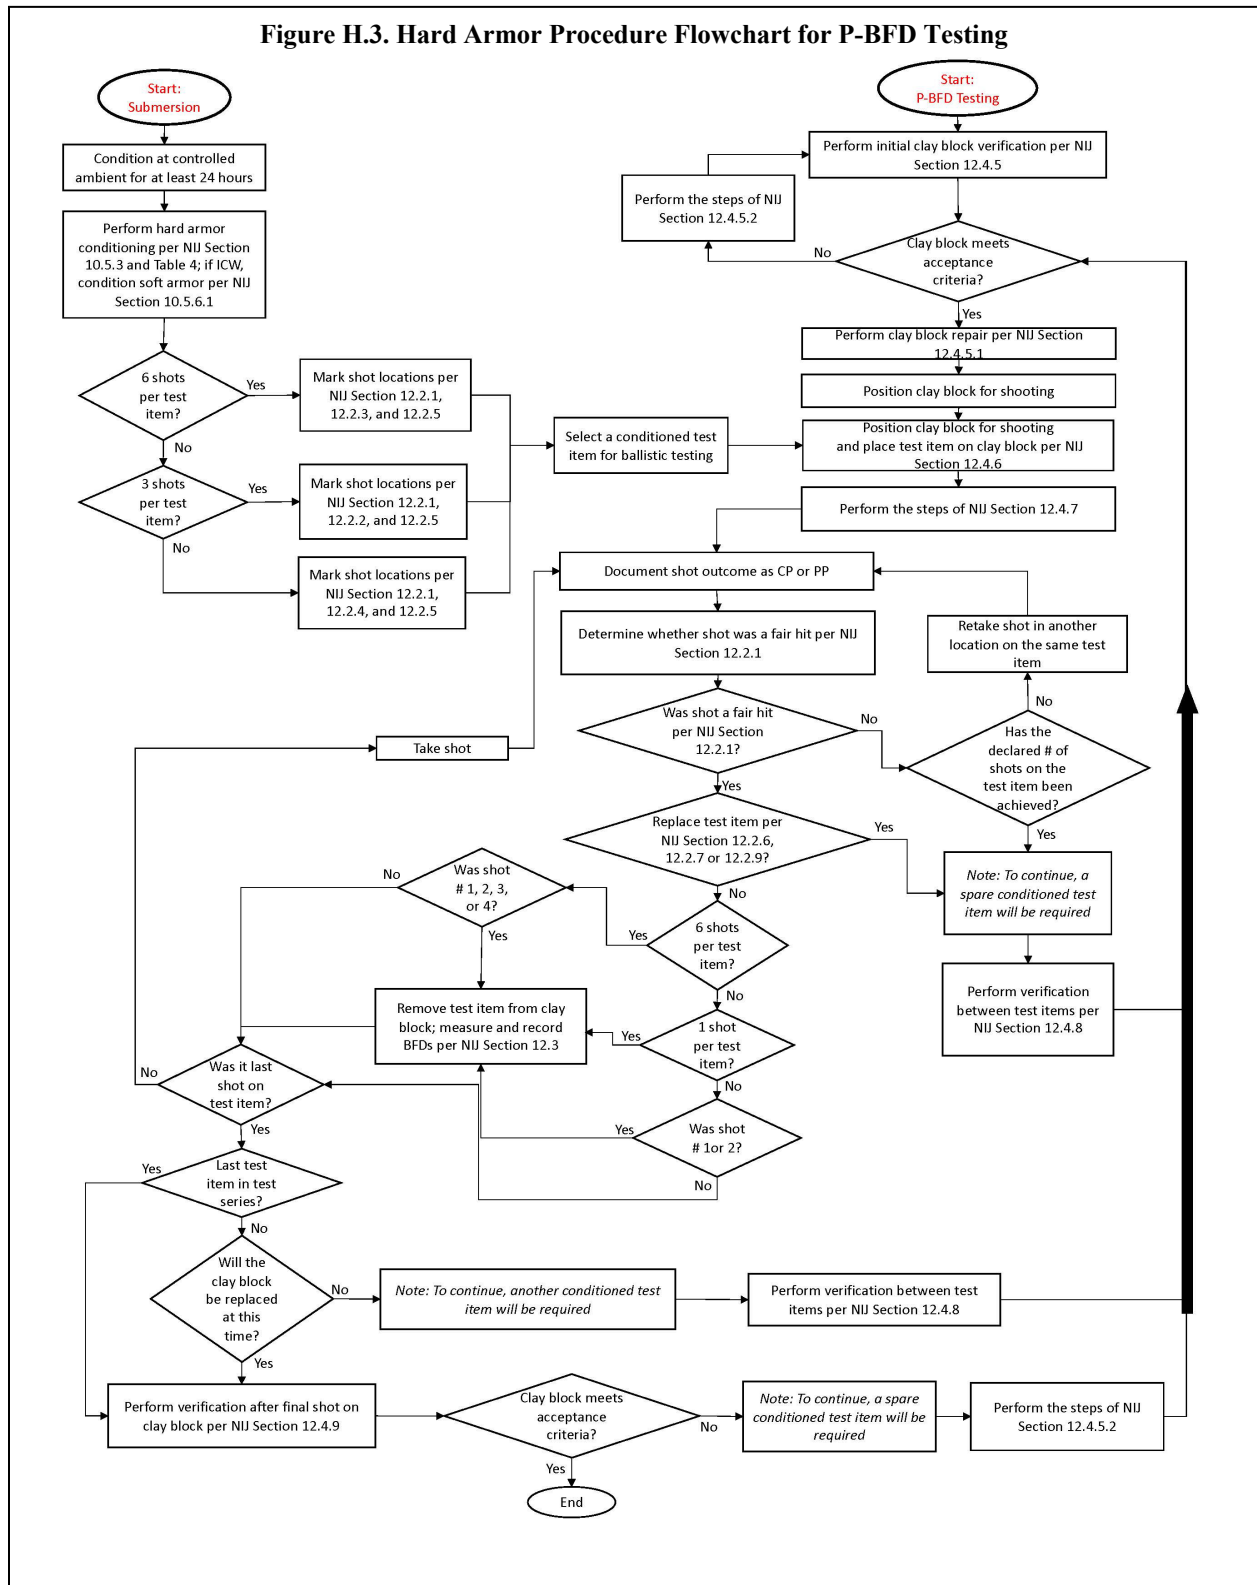 Figure H.3. Hard Armor Procedure Flowchart for P-BFD Testing
Start:
Submersion
Condition at controlled
ambient for at least 24 hours
Perform hard armor
conditioning per NIJ Section
10.5.3 and Table 4; if ICW,
condition soft armor per NIJ
Section 10.5.6.1
6 shots
per test
item?
Yes
No
Mark shot locations per
NIJ Section 12.2.1,
12.2.3, and 12.2.5
3 shots
per test
item?
Yes
No
Mark shot locations per
NIJ Section 12.2.1,
12.2.2, and 12.2.5
Mark shot locations per
NIJ Section 12.2.1,
12.2.4, and 12.2.5
Select a conditioned test
item for ballistic testing
Start:
P-BFD Testing
Perform initial clay block verification per NIJ
Section 12.4.5
Perform the steps of NIJ
Section 12.4.5.2
No
Clay block meets
acceptance
criteria?
Yes
Perform clay block repair per NIJ Section
12.4.5.1
Position clay block for shooting
Position clay block for shooting
and place test item on clay block per NIJ
Section 12.4.6
Perform the steps of NIJ Section 12.4.7
Document shot outcome as CP or PP
Determine whether shot was a fair hit per NIJ
Section 12.2.1
Retake shot in another
location on the same test
item
No
Was shot a fair hit
per NIJ Section
12.2.1?
No
Yes
Has the
declared # of
shots on the
test item been
achieved?
Yes
Take shot
Replace test item per
NIJ Section 12.2.6,
12.2.7 or 12.2.9?
Yes
No
Note: To continue, a
spare conditioned test
item will be required
Perform verification
between test items per
NIJ Section 12.4.8
Was shot
# 1, 2, 3,
or 4?
No
Yes
6 shots
per test
item?
Yes
No
Remove test item from clay
block; measure and record
BFDs per NIJ Section 12.3
1 shot
per test
item?
Yes
No
Was shot
# 1or 2?
Yes
No
Was it last
shot on
test item?
No
Yes
Last test
item in test
series?
Yes
No
Will the
clay block
be replaced
at this
time?
No
Yes
Note: To continue, another conditioned test
item will be required
Perform verification between test
items per NIJ Section 12.4.8
Perform verification after final shot on
clay block per NIJ Section 12.4.9
Clay block meets
acceptance
criteria?
No
Yes
Note: To continue, a spare
conditioned test item will be
required
Perform the steps of NIJ
Section 12.4.5.2
End